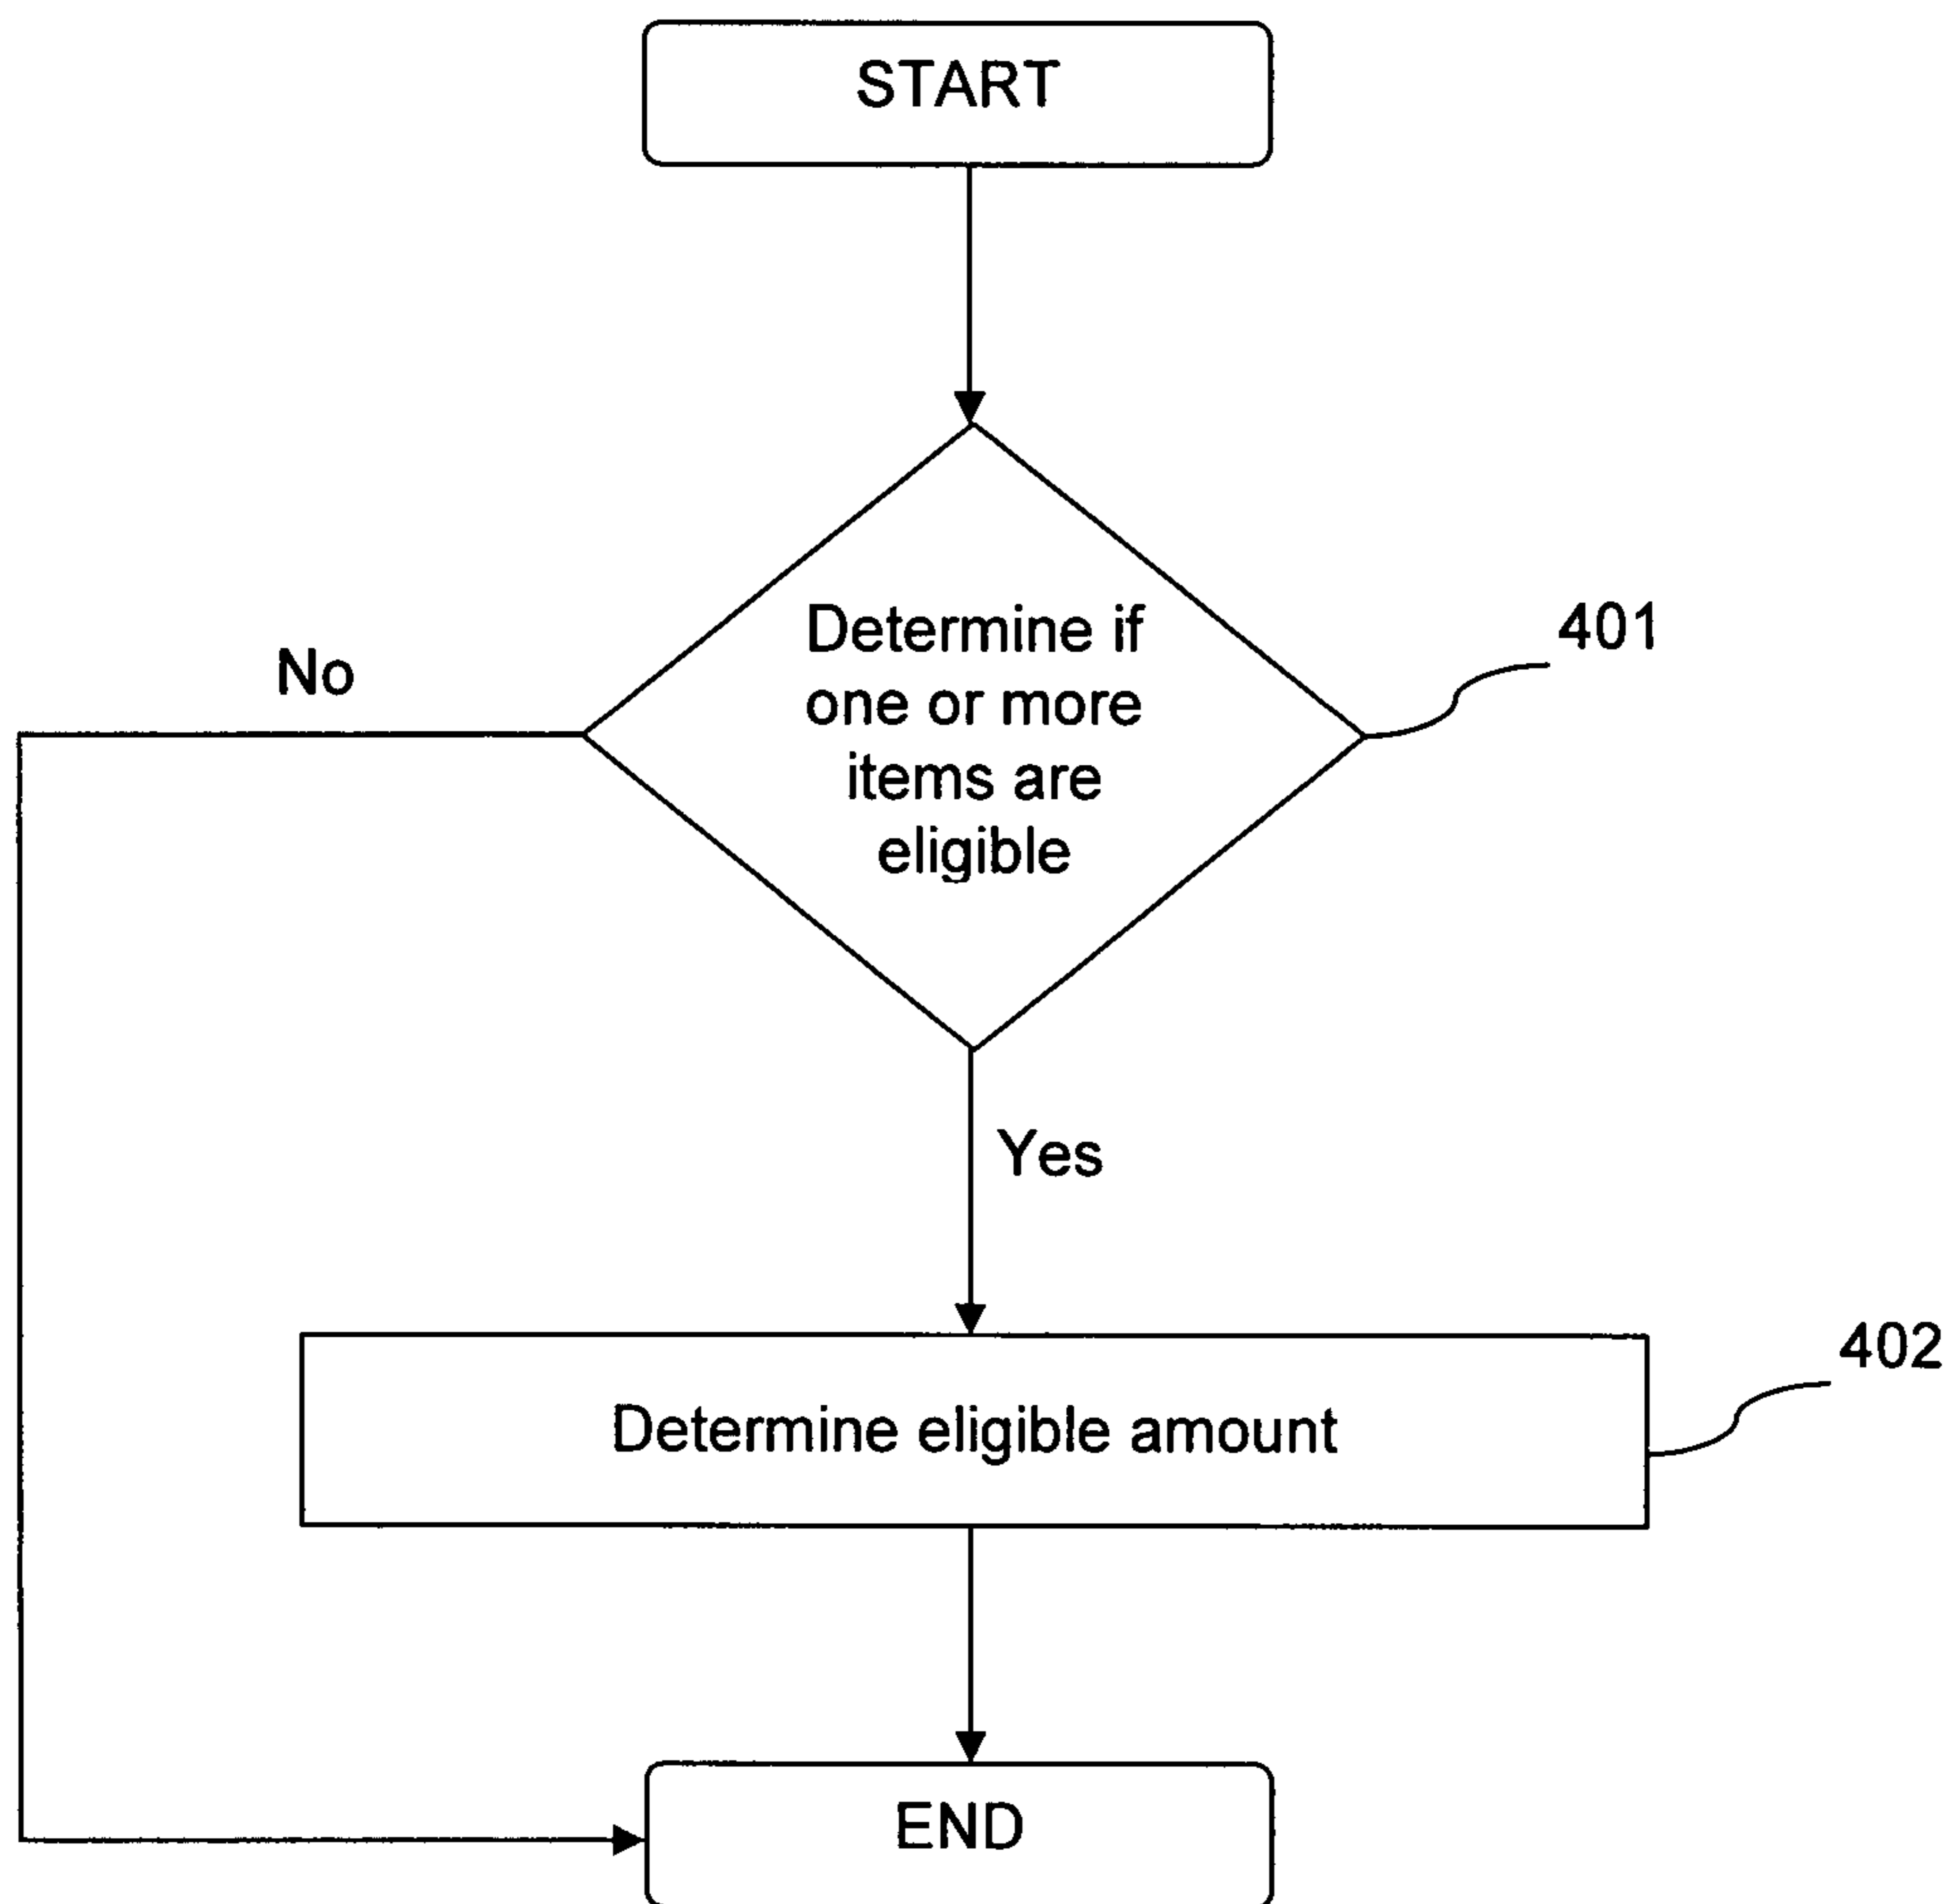 START
Determine if
one or more
items are
eligible
401
No
Yes
402
Determine eligible amount
END